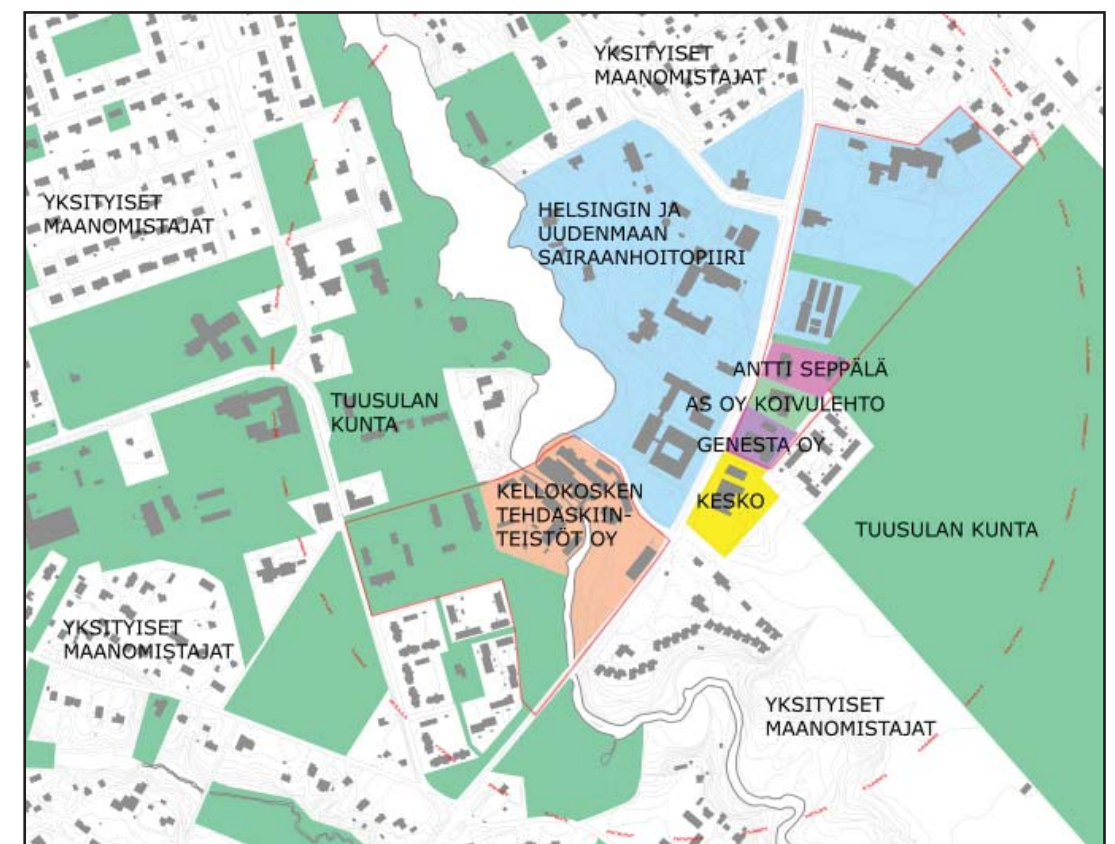 YKSITYISET
MAANOMISTAJAT
YKSITYISET
MAANOMISTAJAT
HELSINGIN JA
UUDENMAAN
SAIRAANHOITOPIIRI
ANTTI SEPPÄLÄ
TUUSULAN
KUNTA
AS OY KOIVULEHTO
GENESTA OY
KELLOKOSKEN
TEHDASKIIN-
TEISTÖT OY
KESKO
TUUSULAN KUNTA
YKSITYISET
MAANOMISTAJAT
YKSITYISET
MAANOMISTAJAT